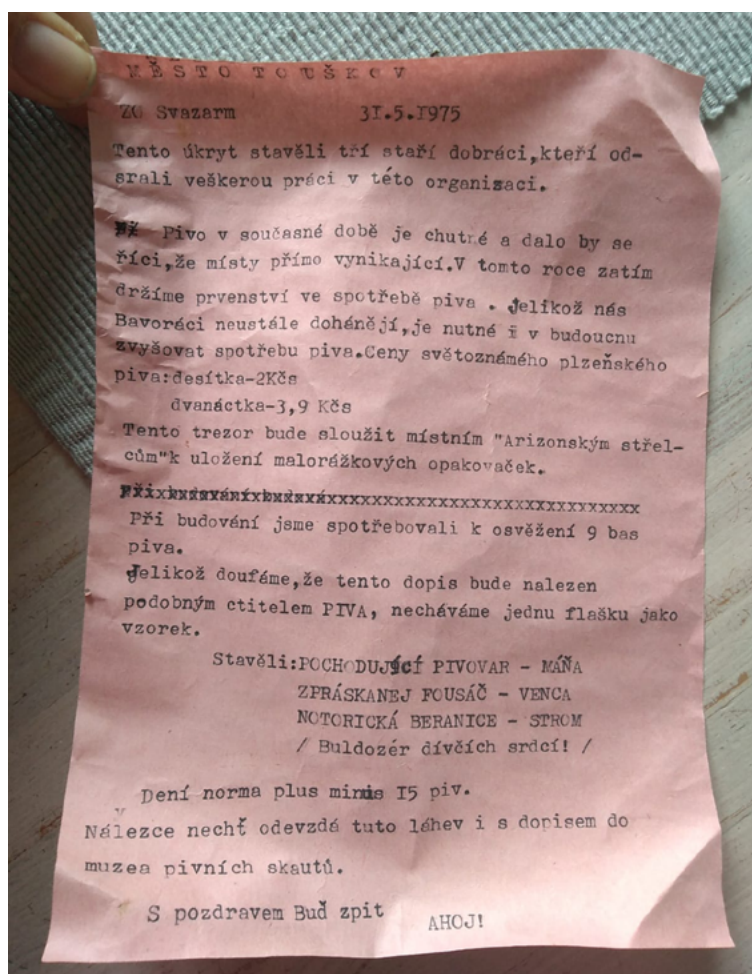 MĚSTO TOUŠKOV
ZO Svazarm 3I.5.I975
Tento úkryt stavěli tří staří dobráci,kteří od-
srali veškerou práci v této organisaci.
Pivo v současné době je chutné a dalo by se
říci,že místy přímo vynikající.V tomto roce zatím
držíme prvenství ve spotřebě piva . Jelikož nás
Bavoráci neustále dohánějí,je nutné i v budoucnu
zvyšovat spotřebu piva.Ceny světoznámého plzeňského
piva:desítka-2Kčs
dvanáctka-3,9 Kčs
Tento trezor bude sloužit místním "Arizonským střel-
cům"k uložení malorážkových opakovaček.
Při budování jsme spotřebovali k osvěžení 9 bas
piva.
Jelikož doufáme,že tento dopis bude nalezen
podobným ctitelem PIVA, necháváme jednu flašku jako
vzorek.
Stavěli:POCHODUJÍCÍ PIVOVAR - MÁŇA
ZPRÁSKANEJ FOUSÁČ - VENCA
NOTORICKÁ BERANICE - STROM
/ Buldozér dívčích srdcí! /
Dení norma plus minus I5 piv.
Nálezce nechť odevzdá tuto láhev i s dopisem do
muzea pivních skautů.
S pozdravem Buď zpit AHOJ!